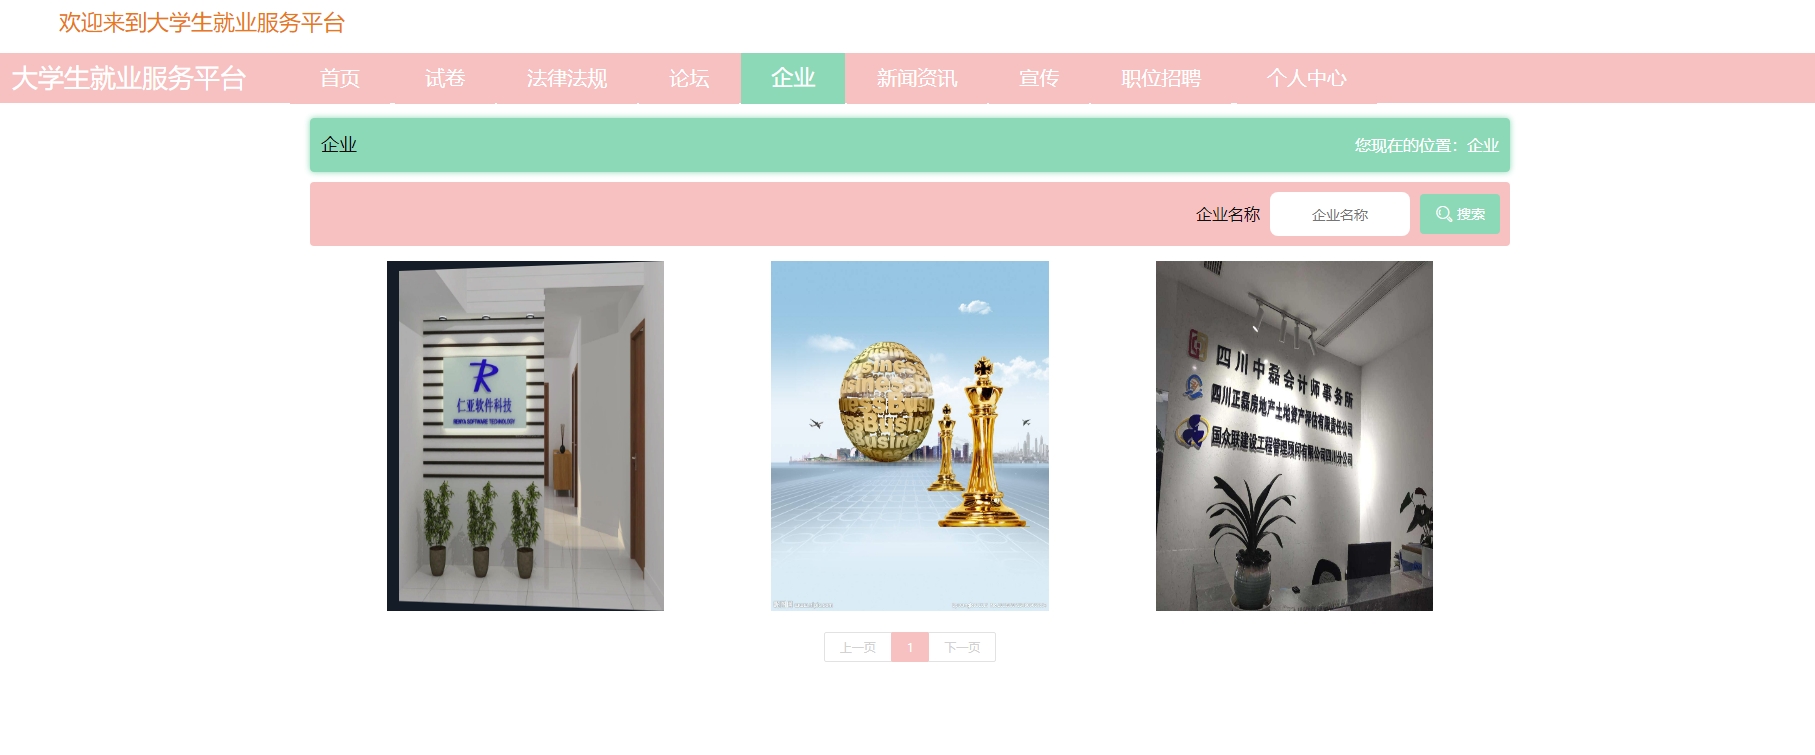 欢迎来到大学生就业服务平台
大学生就业服务平台 首页 试卷 法律法规 论坛 企业 新闻资讯 宣传 职位招聘 个人中心
企业 您现在的位置：企业
企业名称 企业名称 搜索
R
仁亚软件科技
RENYA SOFTWARE TECHNOLOGY
Business
四川中磊会计师事务所
四川正磊房地产土地资产评估有限责任公司
国众联建设工程管理顾问有限公司四川分公司
上一页 1 下一页